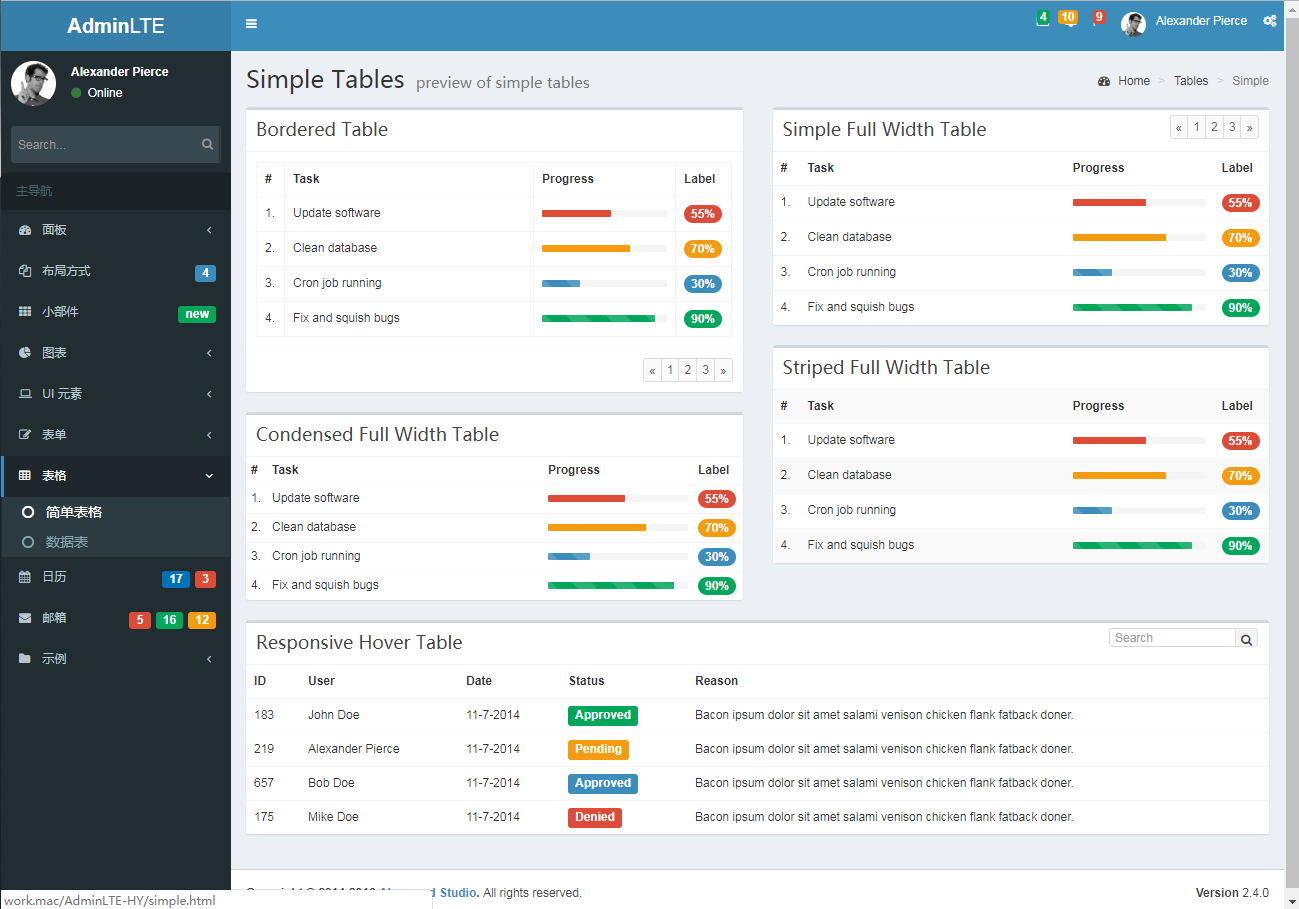 AdminLTE
4 10 9 Alexander Pierce
Alexander Pierce
Online
Search...
主导航
面板
布局方式 4
小部件 new
图表
UI 元素
表单
表格
简单表格
数据表
日历 17 3
邮箱 5 16 12
示例
Simple Tables preview of simple tables
Home > Tables > Simple
Bordered Table
# Task Progress Label
1. Update software 55%
2. Clean database 70%
3. Cron job running 30%
4. Fix and squish bugs 90%
« 1 2 3 »
Condensed Full Width Table
# Task Progress Label
1. Update software 55%
2. Clean database 70%
3. Cron job running 30%
4. Fix and squish bugs 90%
Simple Full Width Table
« 1 2 3 »
# Task Progress Label
1. Update software 55%
2. Clean database 70%
3. Cron job running 30%
4. Fix and squish bugs 90%
Striped Full Width Table
# Task Progress Label
1. Update software 55%
2. Clean database 70%
3. Cron job running 30%
4. Fix and squish bugs 90%
Responsive Hover Table
Search
ID User Date Status Reason
183 John Doe 11-7-2014 Approved Bacon ipsum dolor sit amet salami venison chicken flank fatback doner.
219 Alexander Pierce 11-7-2014 Pending Bacon ipsum dolor sit amet salami venison chicken flank fatback doner.
657 Bob Doe 11-7-2014 Approved Bacon ipsum dolor sit amet salami venison chicken flank fatback doner.
175 Mike Doe 11-7-2014 Denied Bacon ipsum dolor sit amet salami venison chicken flank fatback doner.
Studio. All rights reserved.
Version 2.4.0
work.mac/AdminLTE-HY/simple.html